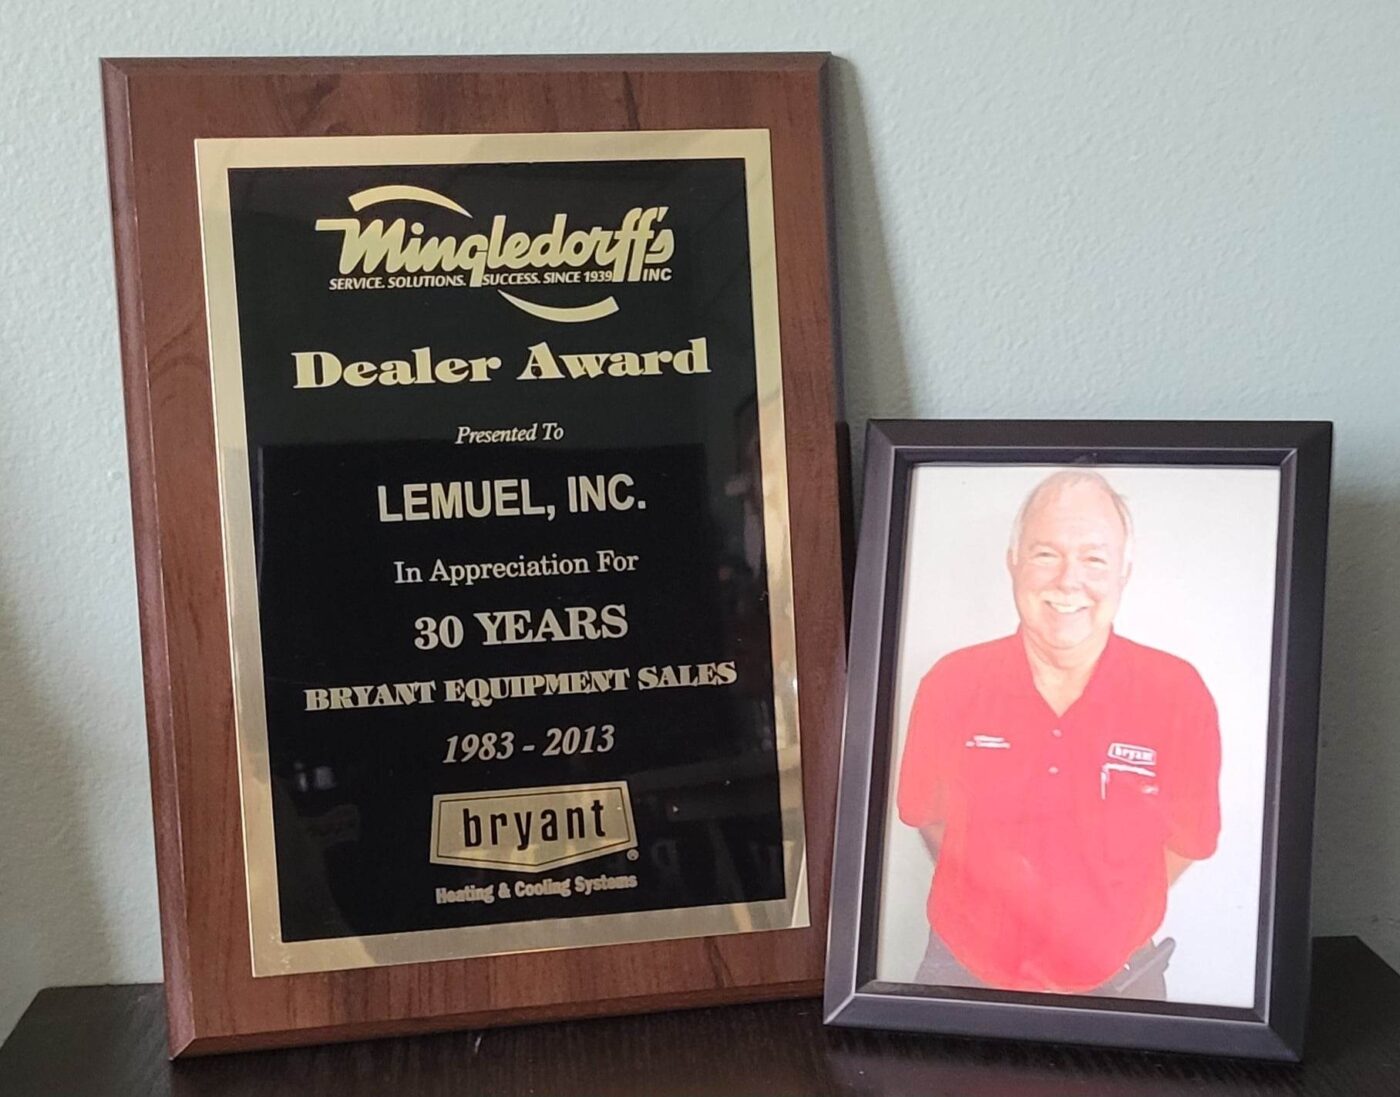 Mingledorff's
SERVICE. SOLUTIONS. SUCCESS. SINCE 1939 INC
Dealer Award
Presented To
LEMUEL, INC.
In Appreciation For
30 YEARS
BRYANT EQUIPMENT SALES
1983 - 2013
bryant
®
Heating & Cooling Systems
bryant